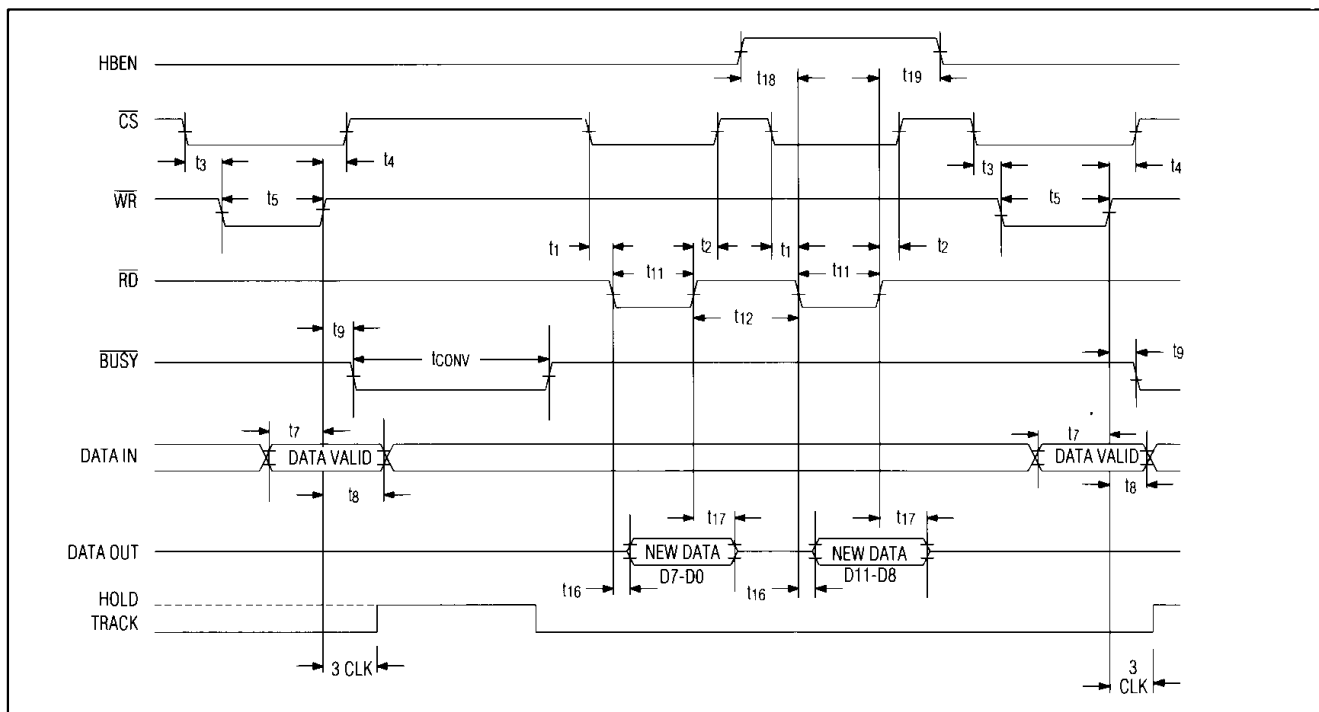 HBEN
t18 t19
CS
t3 t4 t3 t4
WR
t5 t5
t1 t2 t1 t2
RD
t11 t11
t12
t9 tCONV t9
BUSY
t7 t7
DATA IN DATA VALID DATA VALID
t8 t8
t17 t17
DATA OUT NEW DATA NEW DATA
D7-D0 D11-D8
t16 t16
HOLD
TRACK
3 CLK 3
CLK